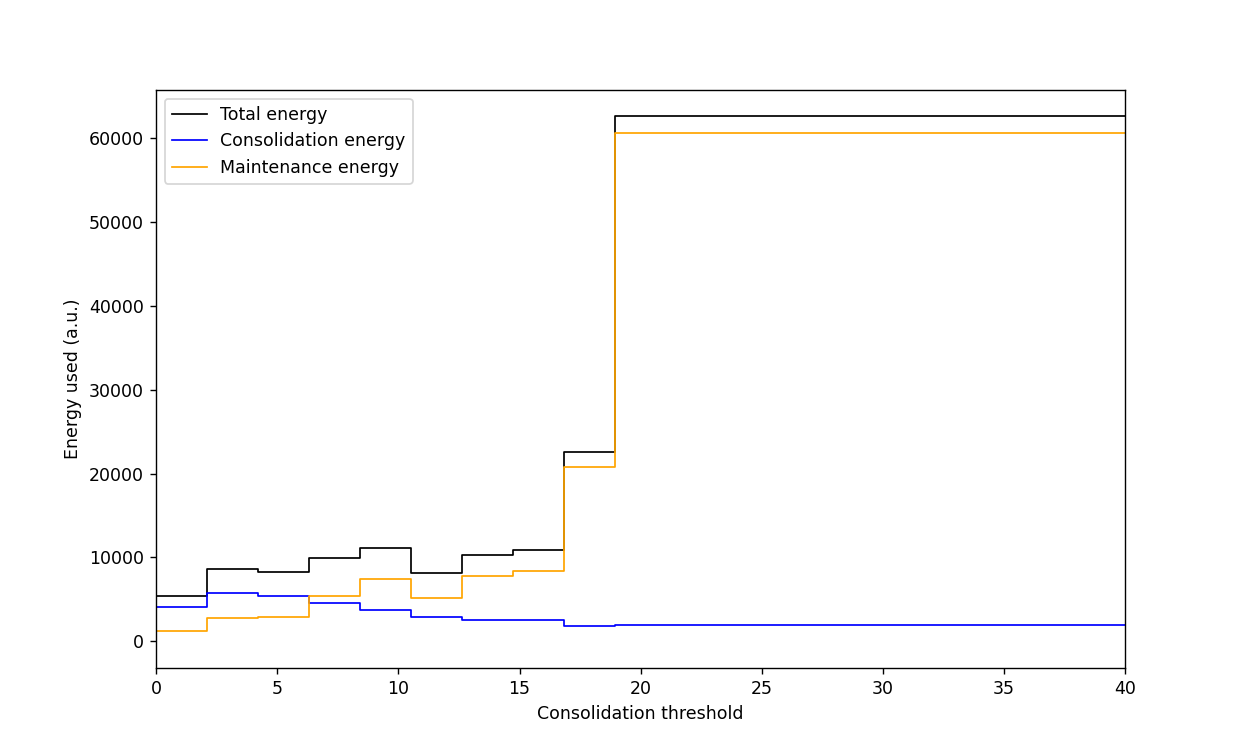 Total energy
Consolidation energy
Maintenance energy
60000
50000
40000
30000
20000
10000
0
Energy used (a.u.)
0 5 10 15 20 25 30 35 40
Consolidation threshold